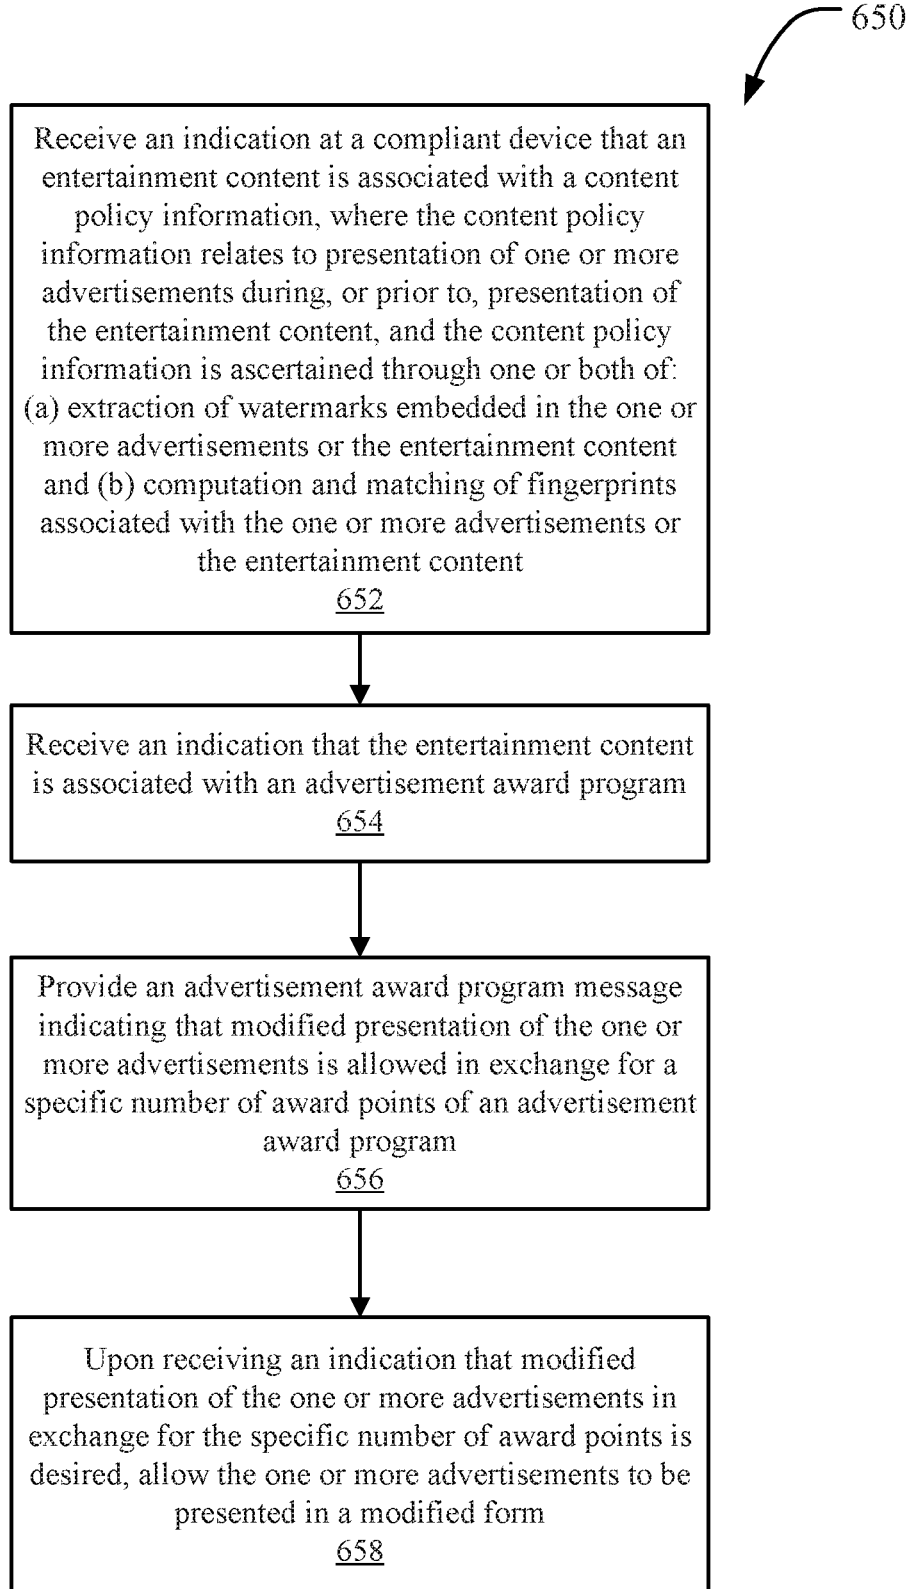 650
Receive an indication at a compliant device that an
entertainment content is associated with a content
policy information, where the content policy
information relates to presentation of one or more
advertisements during, or prior to, presentation of
the entertainment content, and the content policy
information is ascertained through one or both of:
(a) extraction of watermarks embedded in the one or
more advertisements or the entertainment content
and (b) computation and matching of fingerprints
associated with the one or more advertisements or
the entertainment content
652
Receive an indication that the entertainment content
is associated with an advertisement award program
654
Provide an advertisement award program message
indicating that modified presentation of the one or
more advertisements is allowed in exchange for a
specific number of award points of an advertisement
award program
656
Upon receiving an indication that modified
presentation of the one or more advertisements in
exchange for the specific number of award points is
desired, allow the one or more advertisements to be
presented in a modified form
658